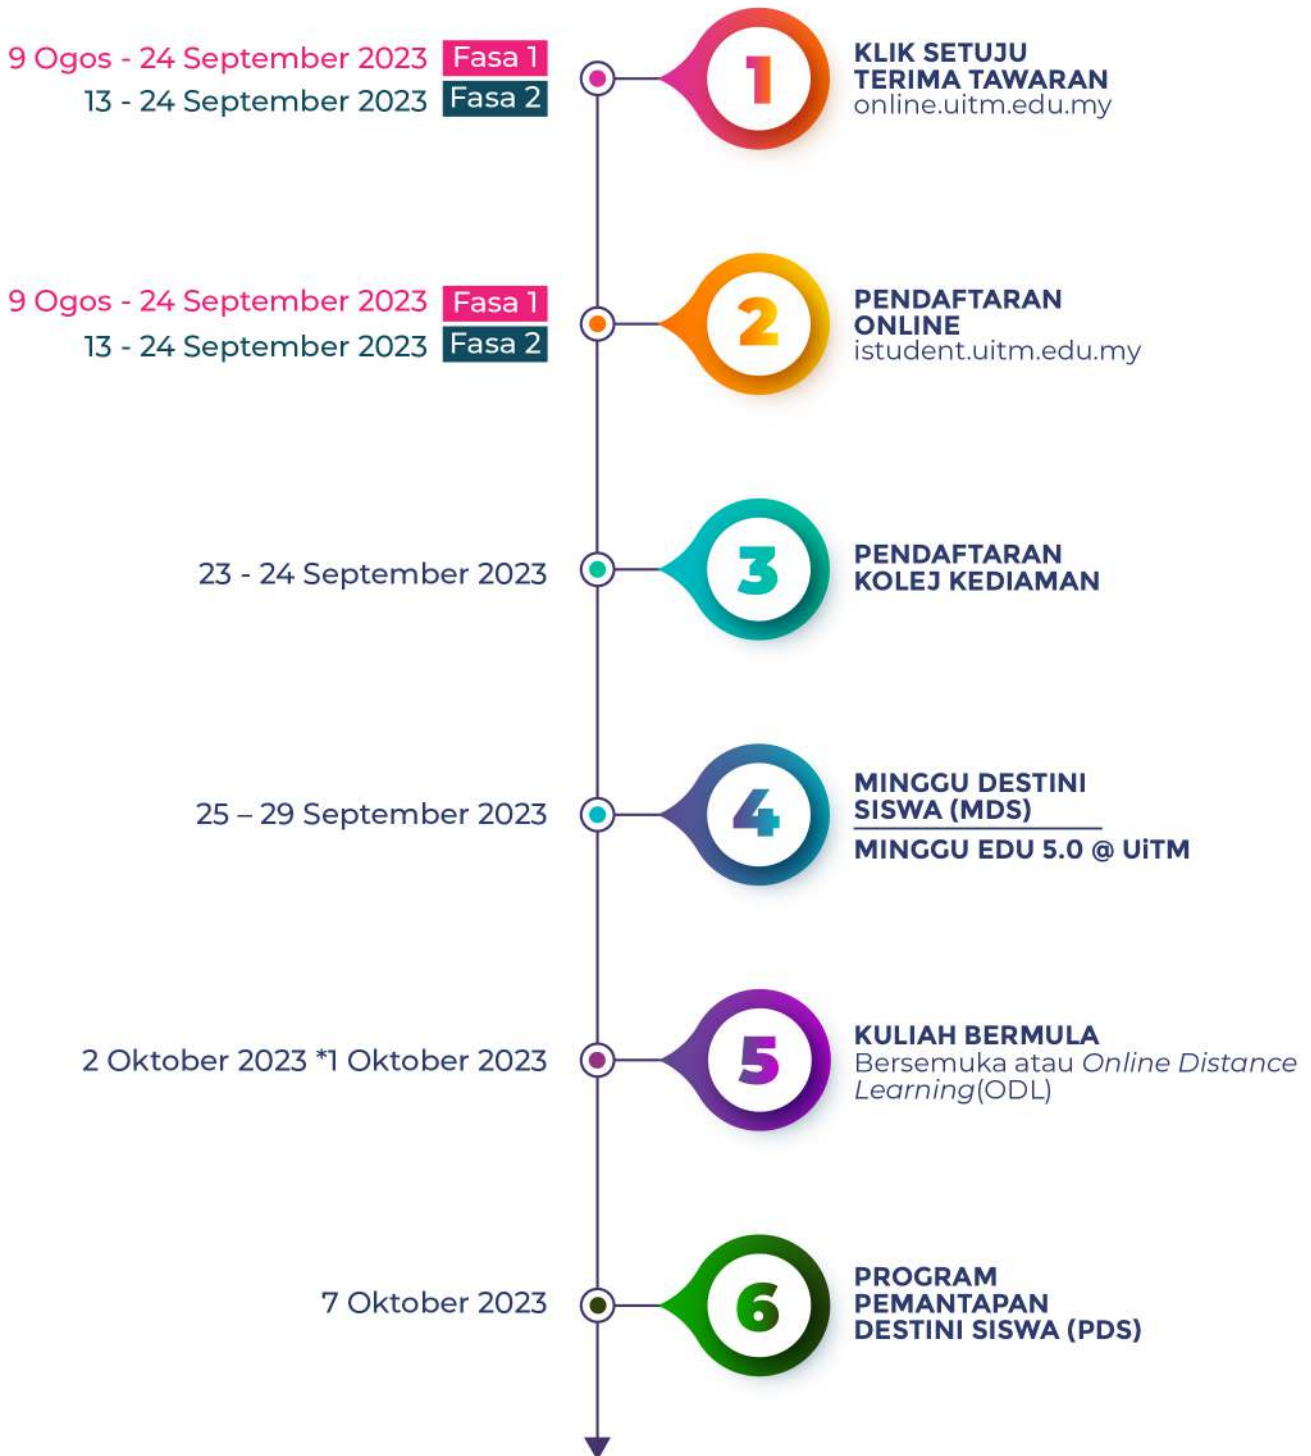 9 Ogos - 24 September 2023 Fasa 1
13 - 24 September 2023 Fasa 2
1
KLIK SETUJU
TERIMA TAWARAN
online.uitm.edu.my
9 Ogos - 24 September 2023 Fasa 1
13 - 24 September 2023 Fasa 2
2
PENDAFTARAN
ONLINE
istudent.uitm.edu.my
23 - 24 September 2023
3
PENDAFTARAN
KOLEJ KEDIAMAN
25 – 29 September 2023
4
MINGGU DESTINI
SISWA (MDS)
MINGGU EDU 5.0 @ UiTM
2 Oktober 2023 *1 Oktober 2023
5
KULIAH BERMULA
Bersemuka atau Online Distance
Learning(ODL)
7 Oktober 2023
6
PROGRAM
PEMANTAPAN
DESTINI SISWA (PDS)